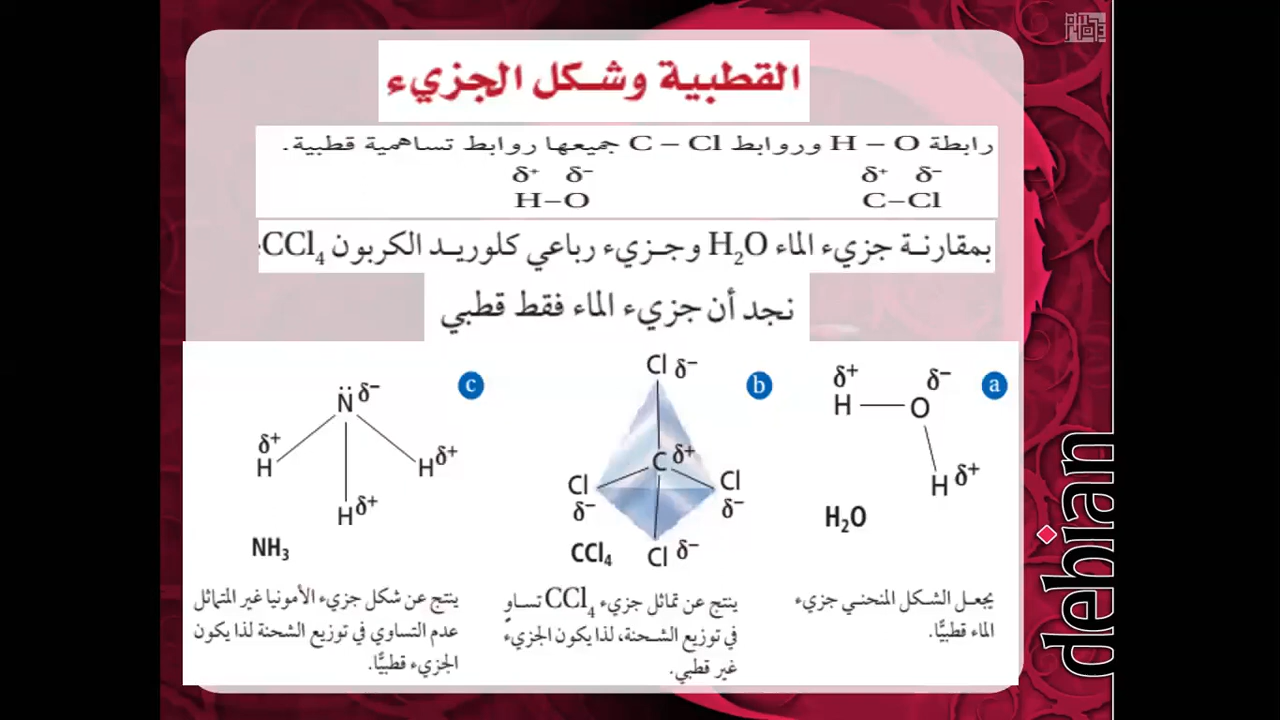 القطبية وشكل الجزيء
رابطة H – O وروابط C – Cl جميعها روابط تساهمية قطبية.
δ⁺ δ⁻
C–Cl
δ⁺ δ⁻
H–O
بمقارنة جزيء الماء H₂O وجزيء رباعي كلوريد الكربون CCl₄
نجد أن جزيء الماء فقط قطبي
a
δ⁺ δ⁻
H O
H δ⁺
H₂O
يجعل الشكل المنحني جزيء
الماء قطبيًّا.
b
Cl δ⁻
C δ⁺
Cl Cl
δ⁻ δ⁻
Cl δ⁻
CCl₄
ينتج عن تماثل جزيء CCl₄ تساوٍ
في توزيع الشحنة، لذا يكون الجزيء
غير قطبي.
c
N̈ δ⁻
δ⁺
H H δ⁺
H δ⁺
NH₃
ينتج عن شكل جزيء الأمونيا غير المتماثل
عدم التساوي في توزيع الشحنة لذا يكون
الجزيء قطبيًّا.
debian